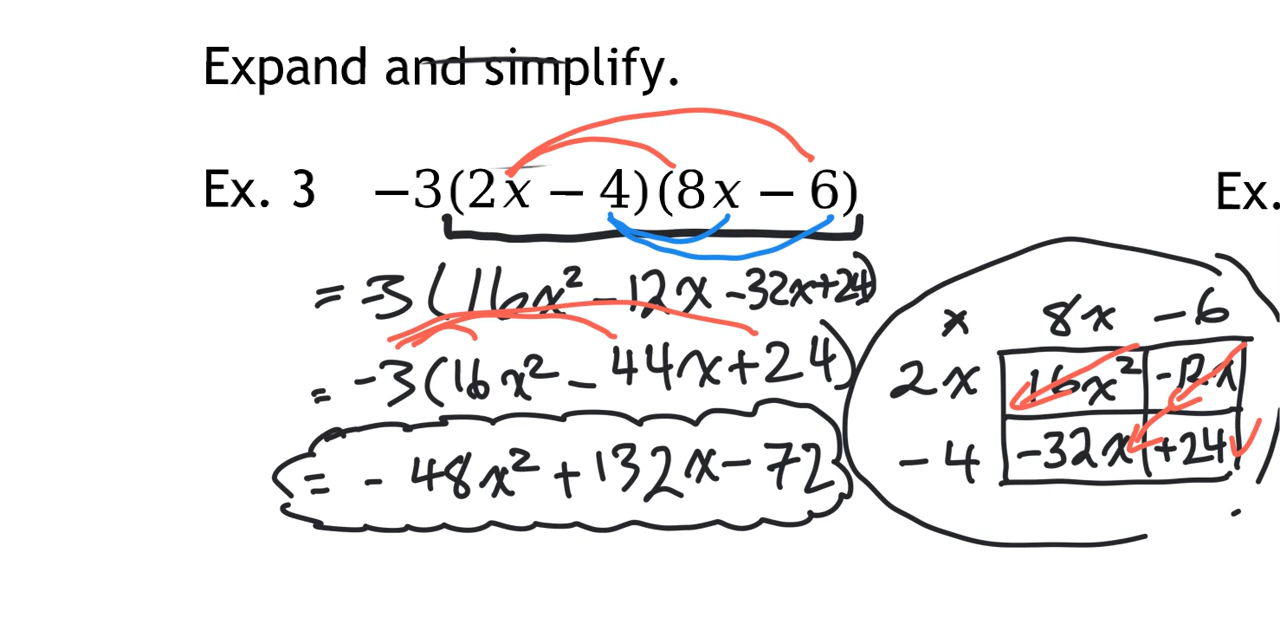 Expand and simplify.
Ex. 3 −3(2x − 4)(8x − 6)
Ex.
= -3(16x² - 12x - 32x + 24)
= -3(16x² - 44x + 24)
= - 48x² + 132x - 72
x 8x -6
2x 16x² -12x
-4 -32x +24